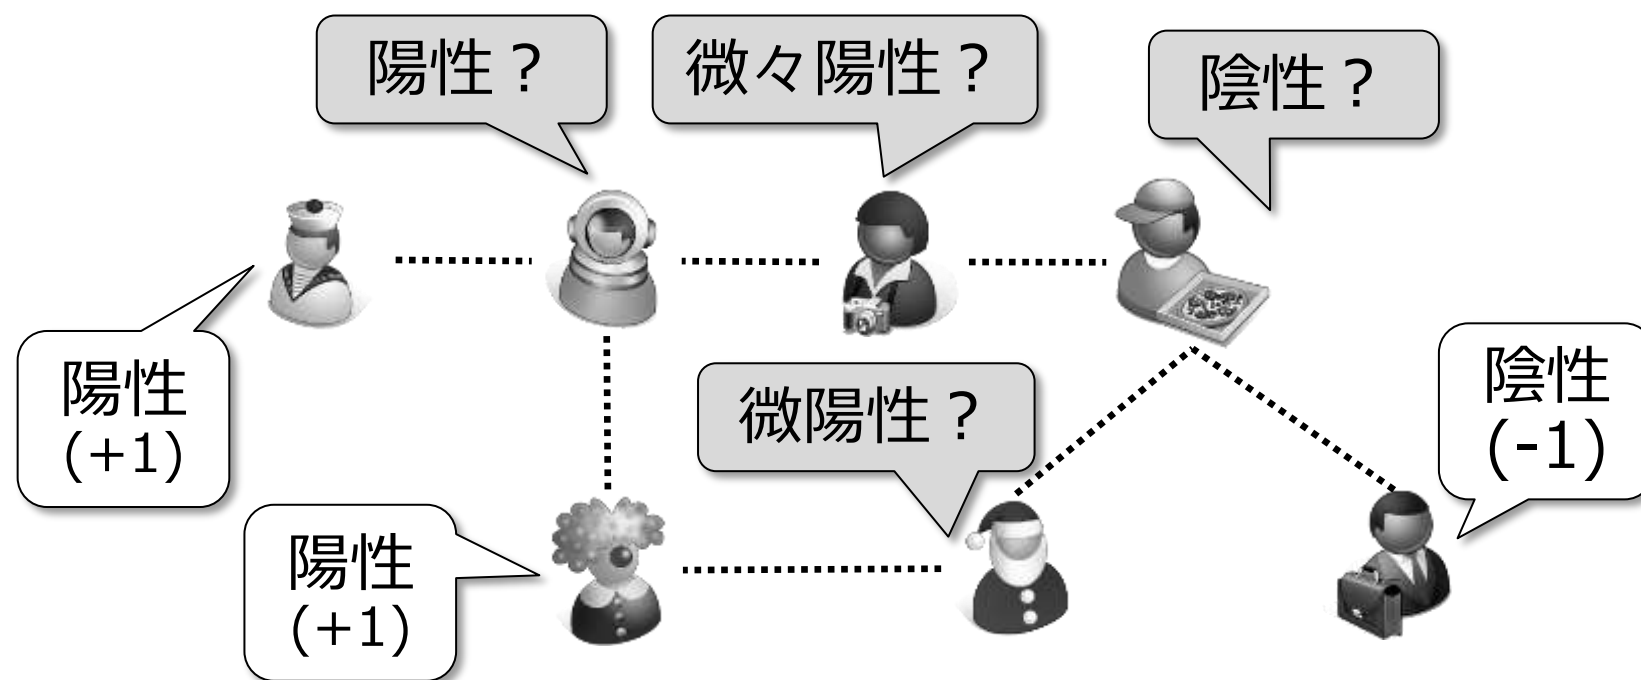 陽性？
微々陽性？
陰性？
陽性
(+1)
微陽性？
陰性
(-1)
陽性
(+1)